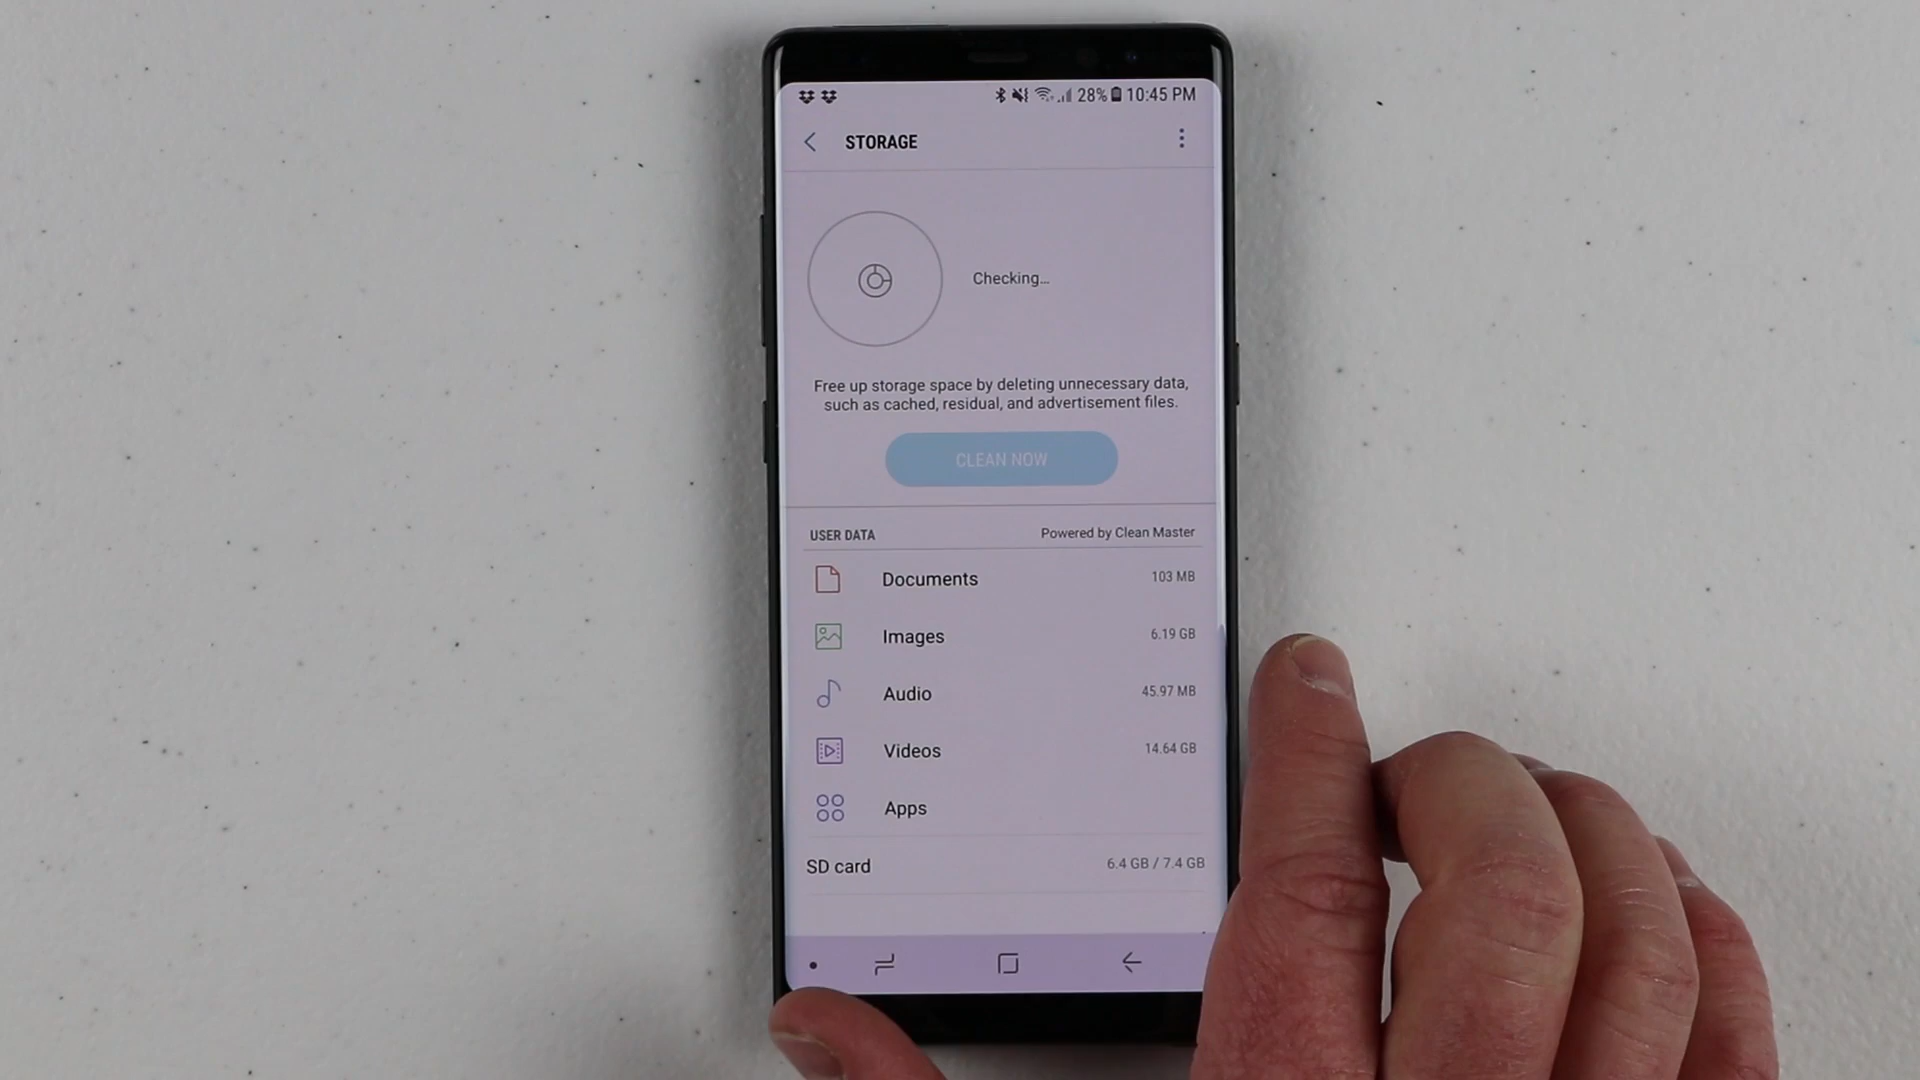 28% 10:45 PM
STORAGE
Checking...
Free up storage space by deleting unnecessary data,
such as cached, residual, and advertisement files.
CLEAN NOW
USER DATA Powered by Clean Master
Documents 103 MB
Images 6.19 GB
Audio 45.97 MB
Videos 14.64 GB
Apps
SD card 6.4 GB / 7.4 GB